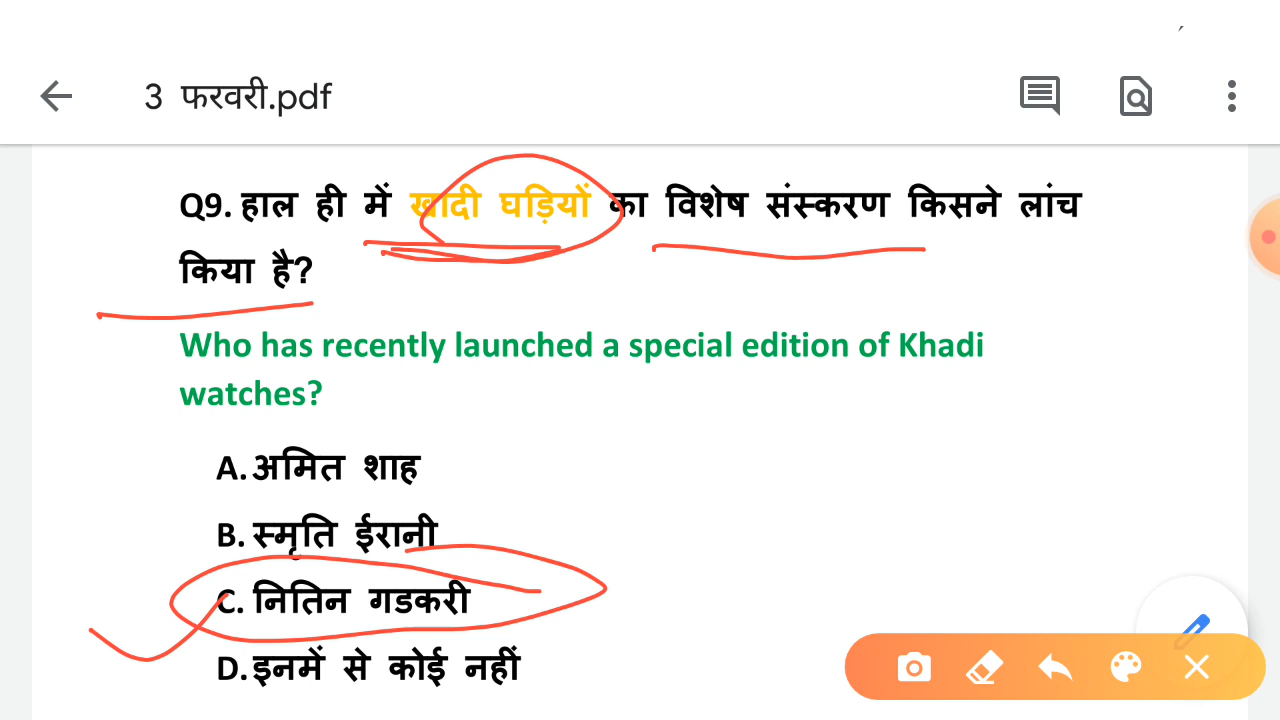 3 फरवरी.pdf
Q9. हाल ही में खादी घड़ियों का विशेष संस्करण किसने लांच
किया है?
Who has recently launched a special edition of Khadi
watches?
A. अमित शाह
B. स्मृति ईरानी
C. नितिन गडकरी
D. इनमें से कोई नहीं